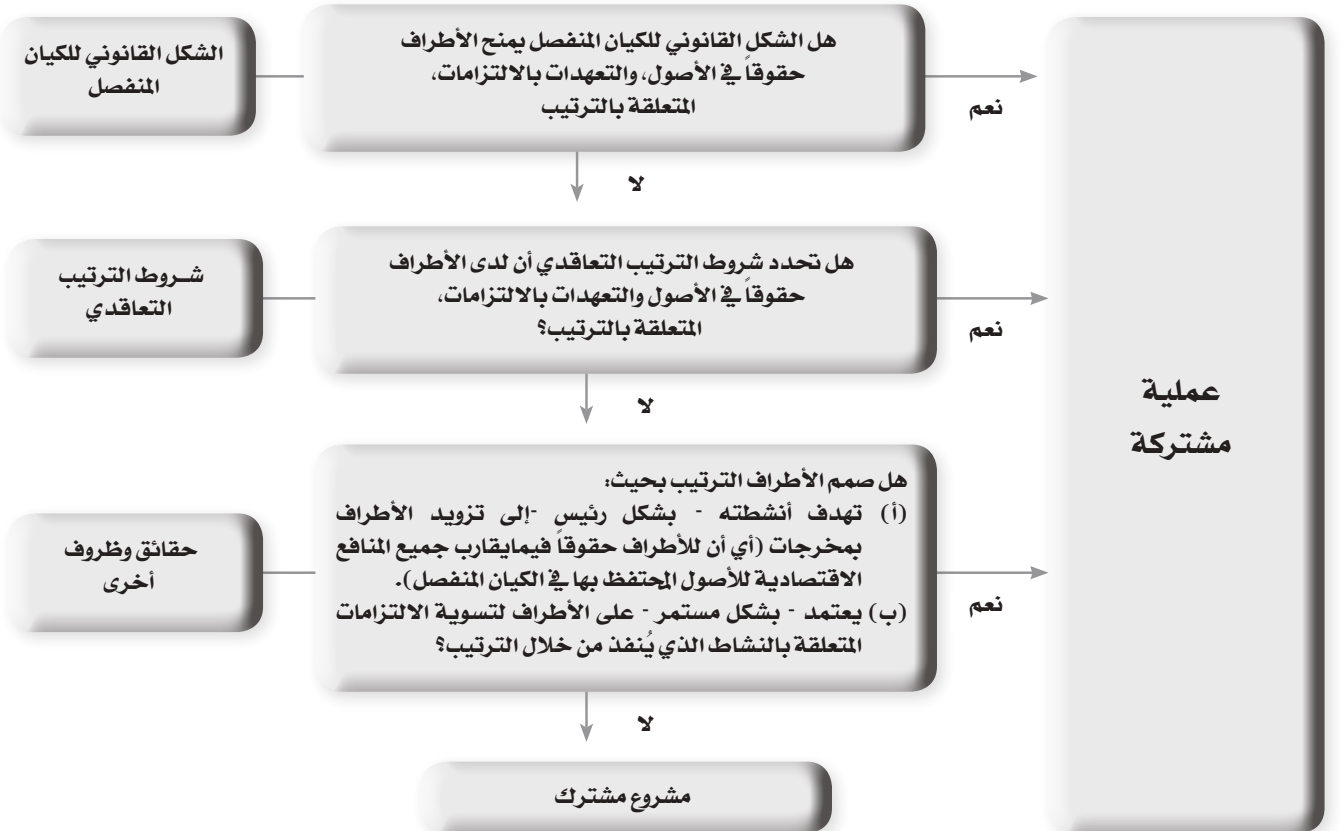 الشكل القانوني للكيان
المنفصل
هل الشكل القانوني للكيان المنفصل يمنح الأطراف
حقوقاً في الأصول، والتعهدات بالالتزامات،
المتعلقة بالترتيب
نعم
لا
شــروط الترتيب
التعاقدي
هل تحدد شروط الترتيب التعاقدي أن لدى الأطراف
حقوقاً في الأصول والتعهدات بالالتزامات،
المتعلقة بالترتيب؟
نعم
لا
حقائق وظروف
أخرى
هل صمم الأطراف الترتيب بحيث:
(أ) تهدف أنشطته - بشكل رئيس -إلى تزويد الأطراف
بمخرجات (أي أن للأطراف حقوقاً فيمايقارب جميع المنافع
الاقتصادية للأصول المحتفظ بها في الكيان المنفصل).
(ب) يعتمد - بشكل مستمر - على الأطراف لتسوية الالتزامات
المتعلقة بالنشاط الذي يُنفذ من خلال الترتيب؟
نعم
لا
مشروع مشترك
عملية
مشتركة